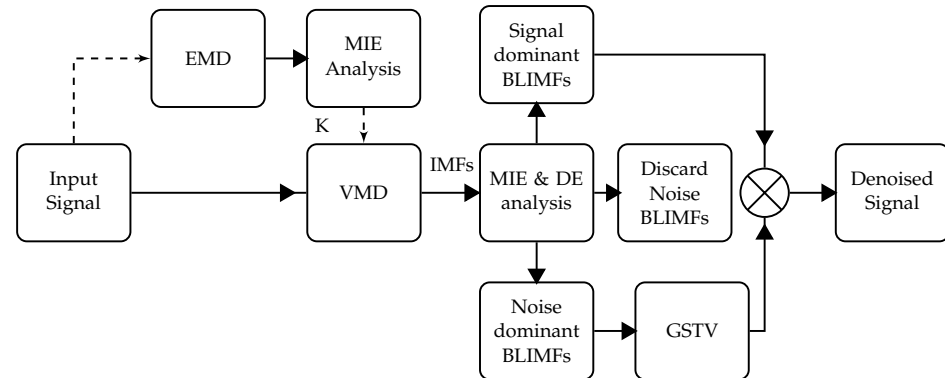 EMD
MIE
Analysis
Signal
dominant
BLIMFs
K
Input
Signal
VMD
IMFs
MIE & DE
analysis
Discard
Noise
BLIMFs
Denoised
Signal
Noise
dominant
BLIMFs
GSTV